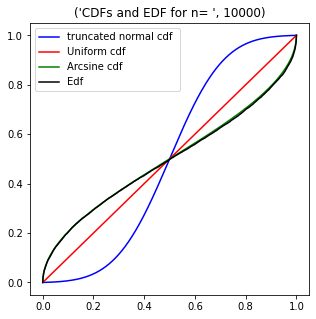 ('CDFs and EDF for n= ', 10000)
truncated normal cdf
Uniform cdf
Arcsine cdf
Edf
1.0
0.8
0.6
0.4
0.2
0.0
0.0 0.2 0.4 0.6 0.8 1.0